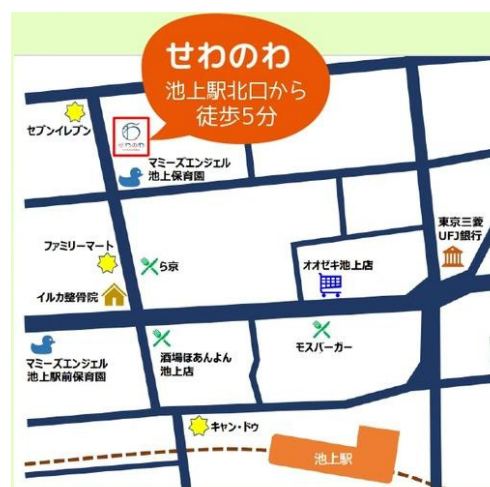 せわのわ
池上駅北口から
徒歩5分
セブンイレブン
せわのわ
マミーズエンジェル
池上保育園
東京三菱
UFJ銀行
ファミリーマート
ら京
オオゼキ池上店
イルカ整骨院
マミーズエンジェル
池上駅前保育園
酒場ほあんよん
池上店
モスバーガー
キャン・ドゥ
池上駅